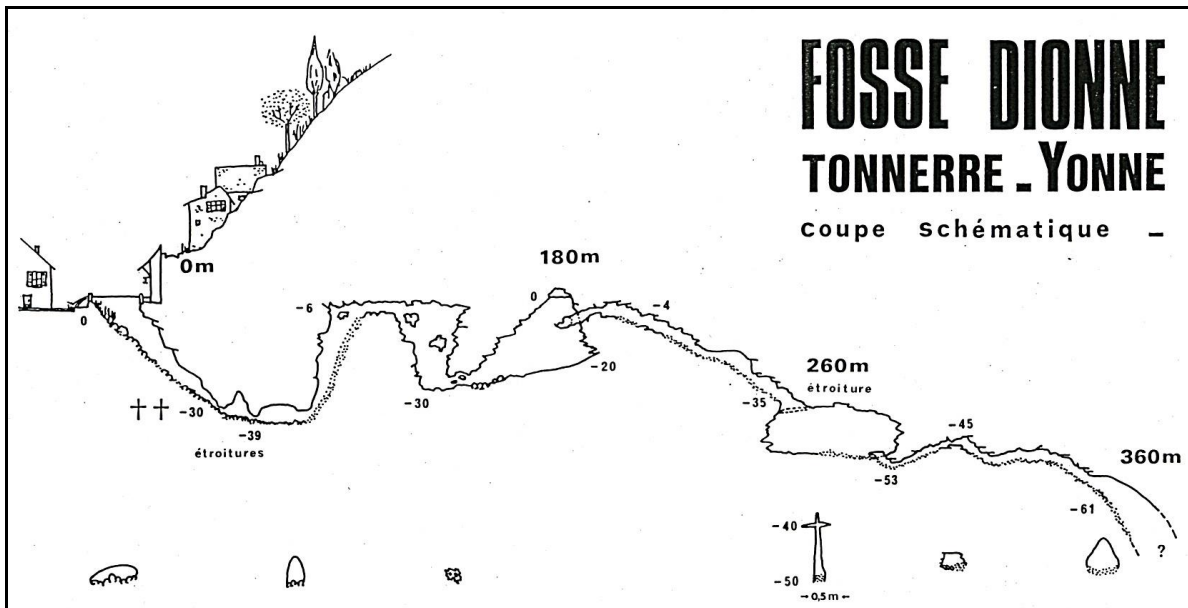 FOSSE DIONNE
TONNERRE - YONNE
Coupe Schématique -
0m
180m
0
-6
-4
0
-20
260m
étroiture
-30
-30
-35
-39
étroitures
-45
360m
-53
-61
-40
?
-50
→0,5m←